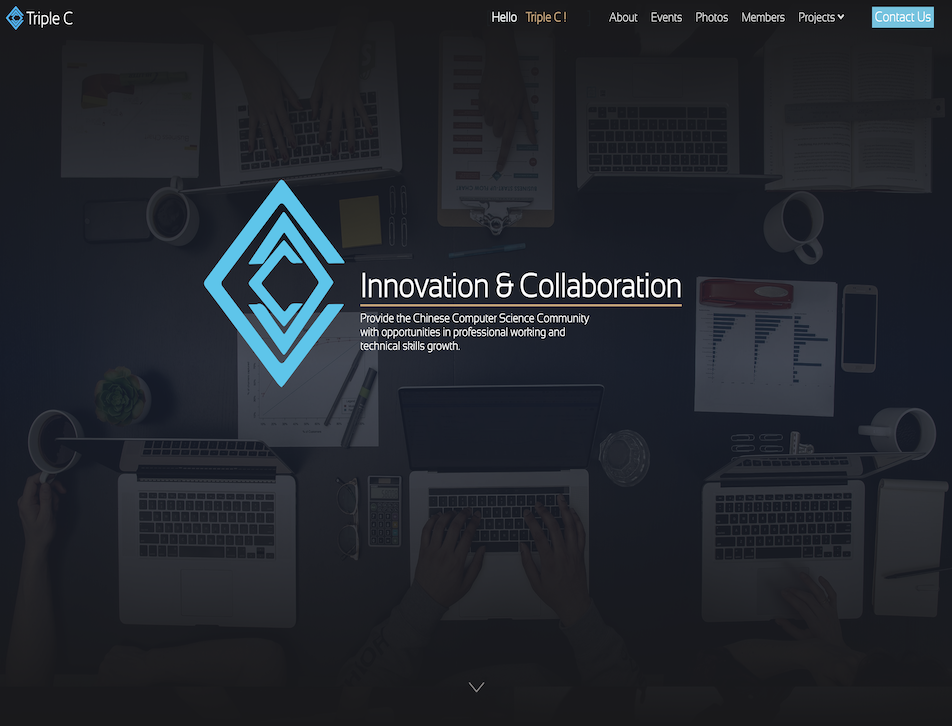 Triple C
Hello Triple C !
About Events Photos Members Projects
Contact Us
Innovation & Collaboration
Provide the Chinese Computer Science Community
with opportunities in professional working and
technical skills growth.